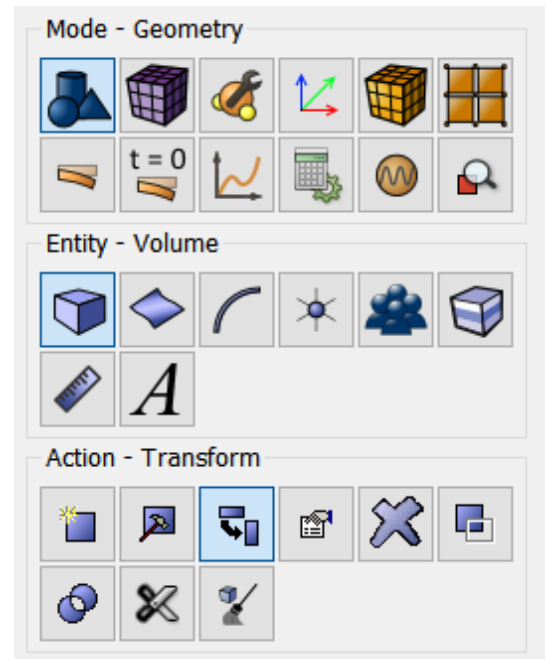 Mode - Geometry
t = 0
Entity - Volume
A
Action - Transform